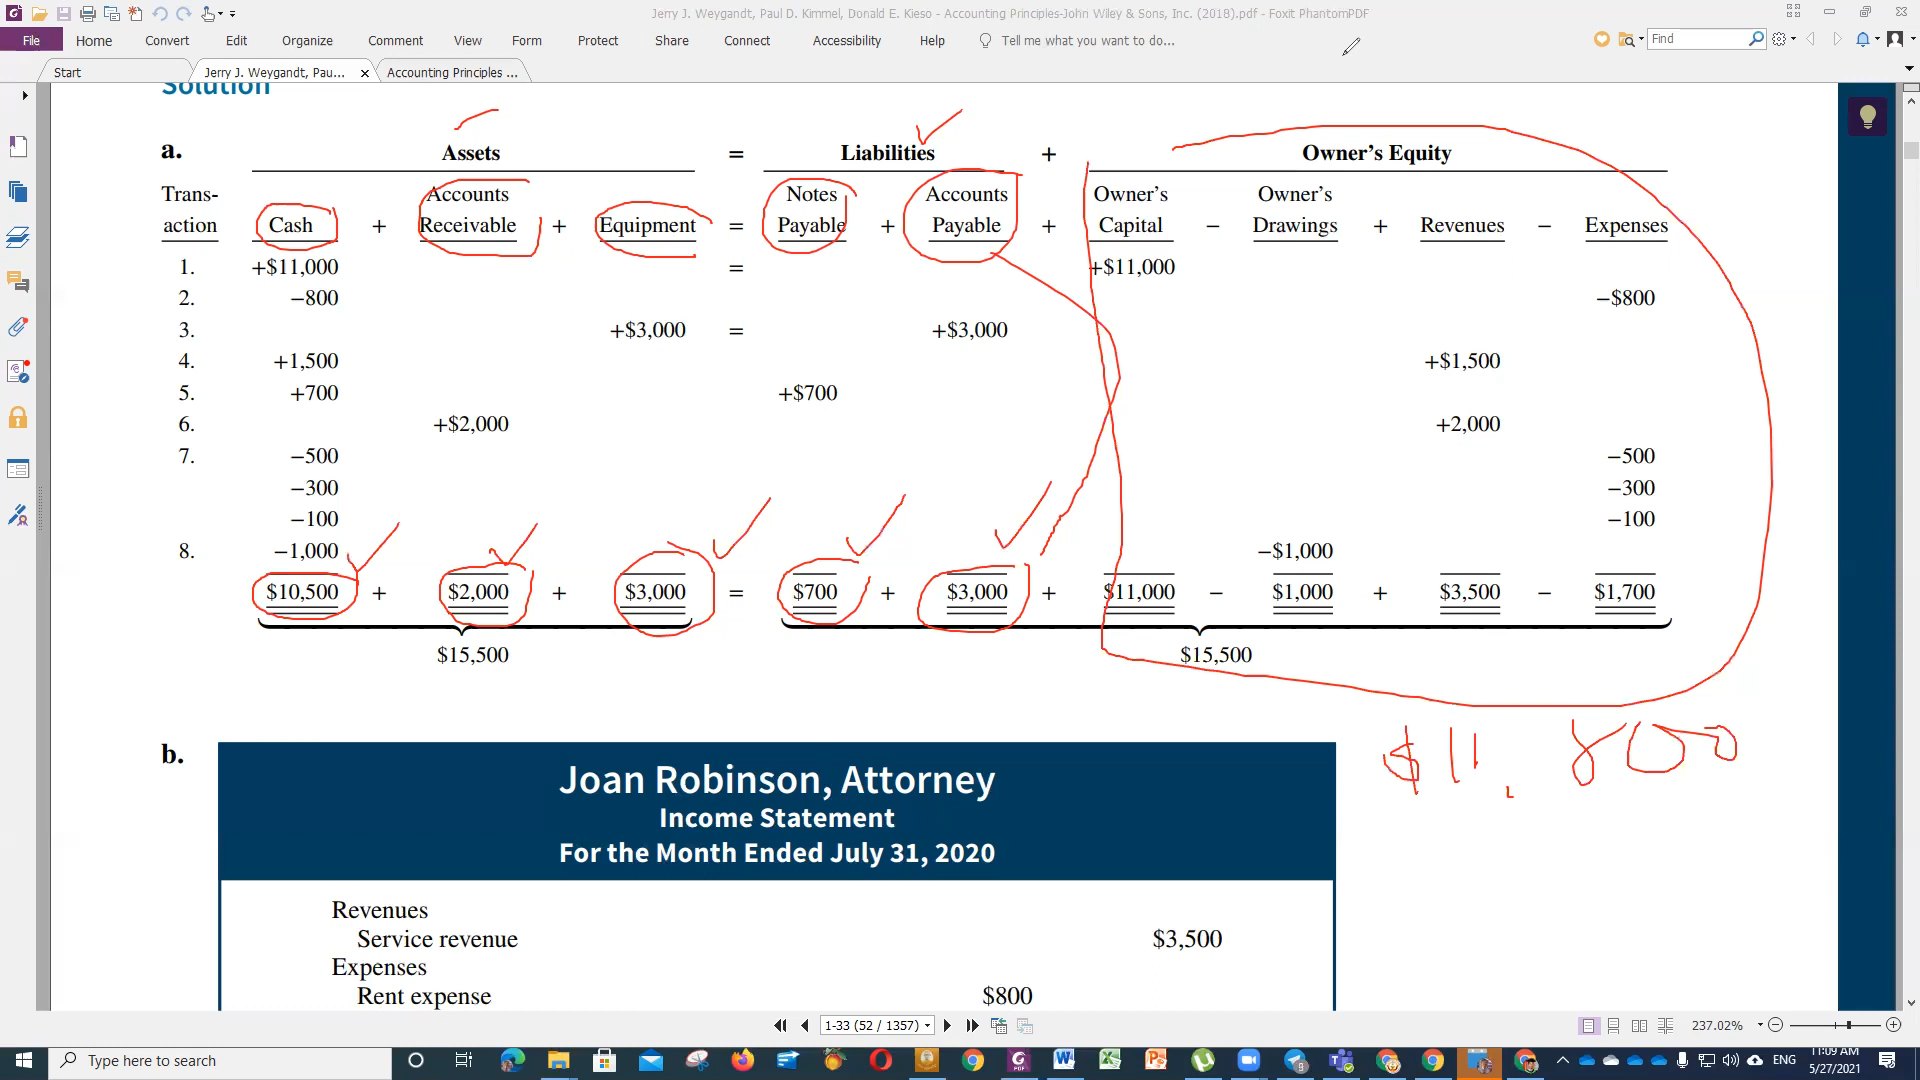 Jerry J. Weygandt, Paul D. Kimmel, Donald E. Kieso - Accounting Principles-John Wiley & Sons, Inc. (2018).pdf - Foxit PhantomPDF
File Home Convert Edit Organize Comment View Form Protect Share Connect Accessibility Help Tell me what you want to do... Find
Start Jerry J. Weygandt, Pau... × Accounting Principles ...
Solution
a. Assets = Liabilities + Owner's Equity
Trans- Accounts Notes Accounts Owner's Owner's
action Cash + Receivable + Equipment = Payable + Payable + Capital − Drawings + Revenues − Expenses
1. +$11,000 = +$11,000
2. −800 −$800
3. +$3,000 = +$3,000
4. +1,500 +$1,500
5. +700 +$700
6. +$2,000 +2,000
7. −500 −500
−300 −300
−100 −100
8. −1,000 −$1,000
$10,500 + $2,000 + $3,000 = $700 + $3,000 + $11,000 − $1,000 + $3,500 − $1,700
$15,500 $15,500
$11, 800
b. Joan Robinson, Attorney
Income Statement
For the Month Ended July 31, 2020
Revenues
Service revenue $3,500
Expenses
Rent expense $800
1-33 (52 / 1357) 237.02%
Type here to search ENG 11:09 AM
5/27/2021